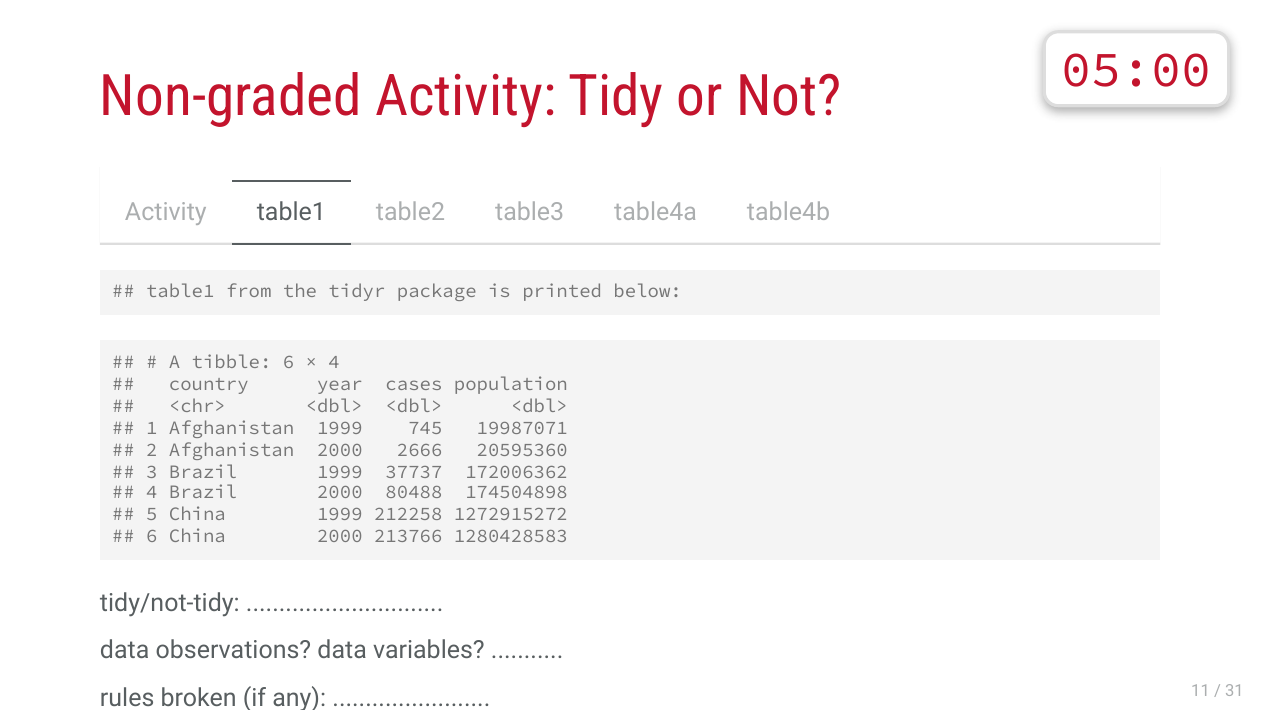 05:00
Non-graded Activity: Tidy or Not?
Activity table1 table2 table3 table4a table4b
## table1 from the tidyr package is printed below:
## # A tibble: 6 × 4
##   country      year  cases population
##   <chr>       <dbl>  <dbl>      <dbl>
## 1 Afghanistan  1999    745   19987071
## 2 Afghanistan  2000   2666   20595360
## 3 Brazil       1999  37737  172006362
## 4 Brazil       2000  80488  174504898
## 5 China        1999 212258 1272915272
## 6 China        2000 213766 1280428583
tidy/not-tidy: ..............................
data observations? data variables? ...........
rules broken (if any): ........................
11 / 31